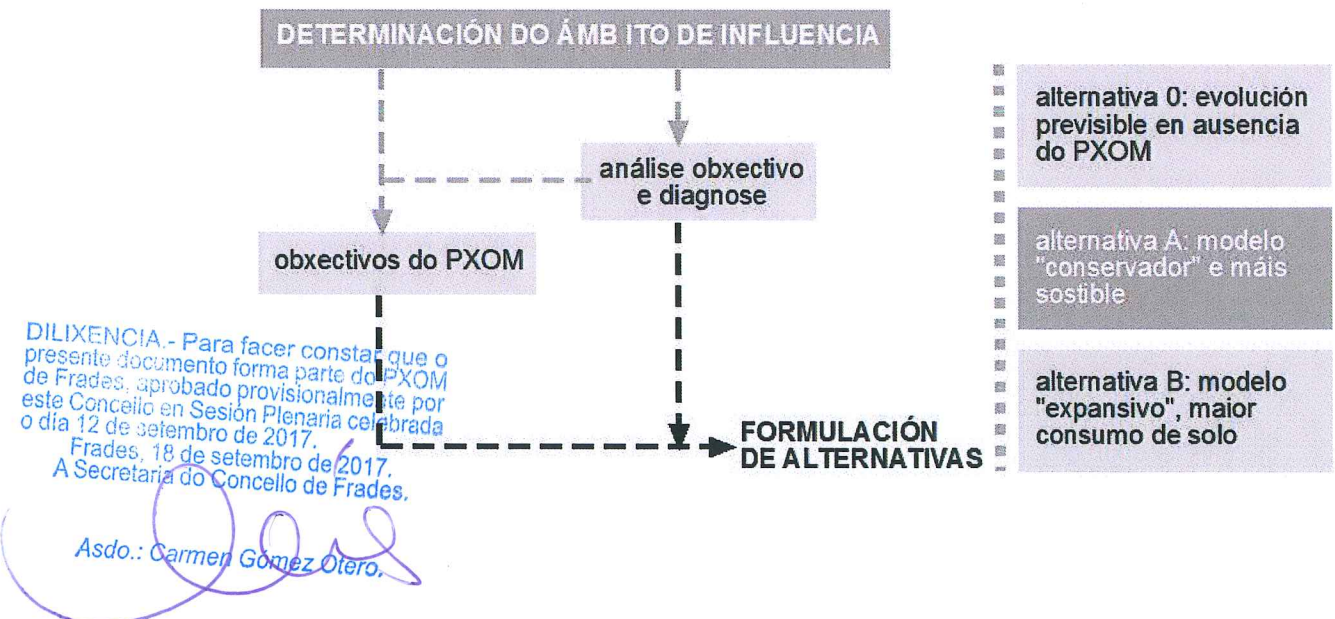 DETERMINACIÓN DO ÁMB ITO DE INFLUENCIA
análise obxectivo
e diagnose
obxectivos do PXOM
FORMULACIÓN
DE ALTERNATIVAS
alternativa 0: evolución
previsible en ausencia
do PXOM
alternativa A: modelo
"conservador" e máis
sostible
alternativa B: modelo
"expansivo", maior
consumo de solo
DILIXENCIA.- Para facer constar que o
presente documento forma parte do PXOM
de Frades, aprobado provisionalmente por
este Concello en Sesión Plenaria celebrada
o día 12 de setembro de 2017.
Frades, 18 de setembro de 2017.
A Secretaria do Concello de Frades.
Asdo.: Carmen Gómez Otero.